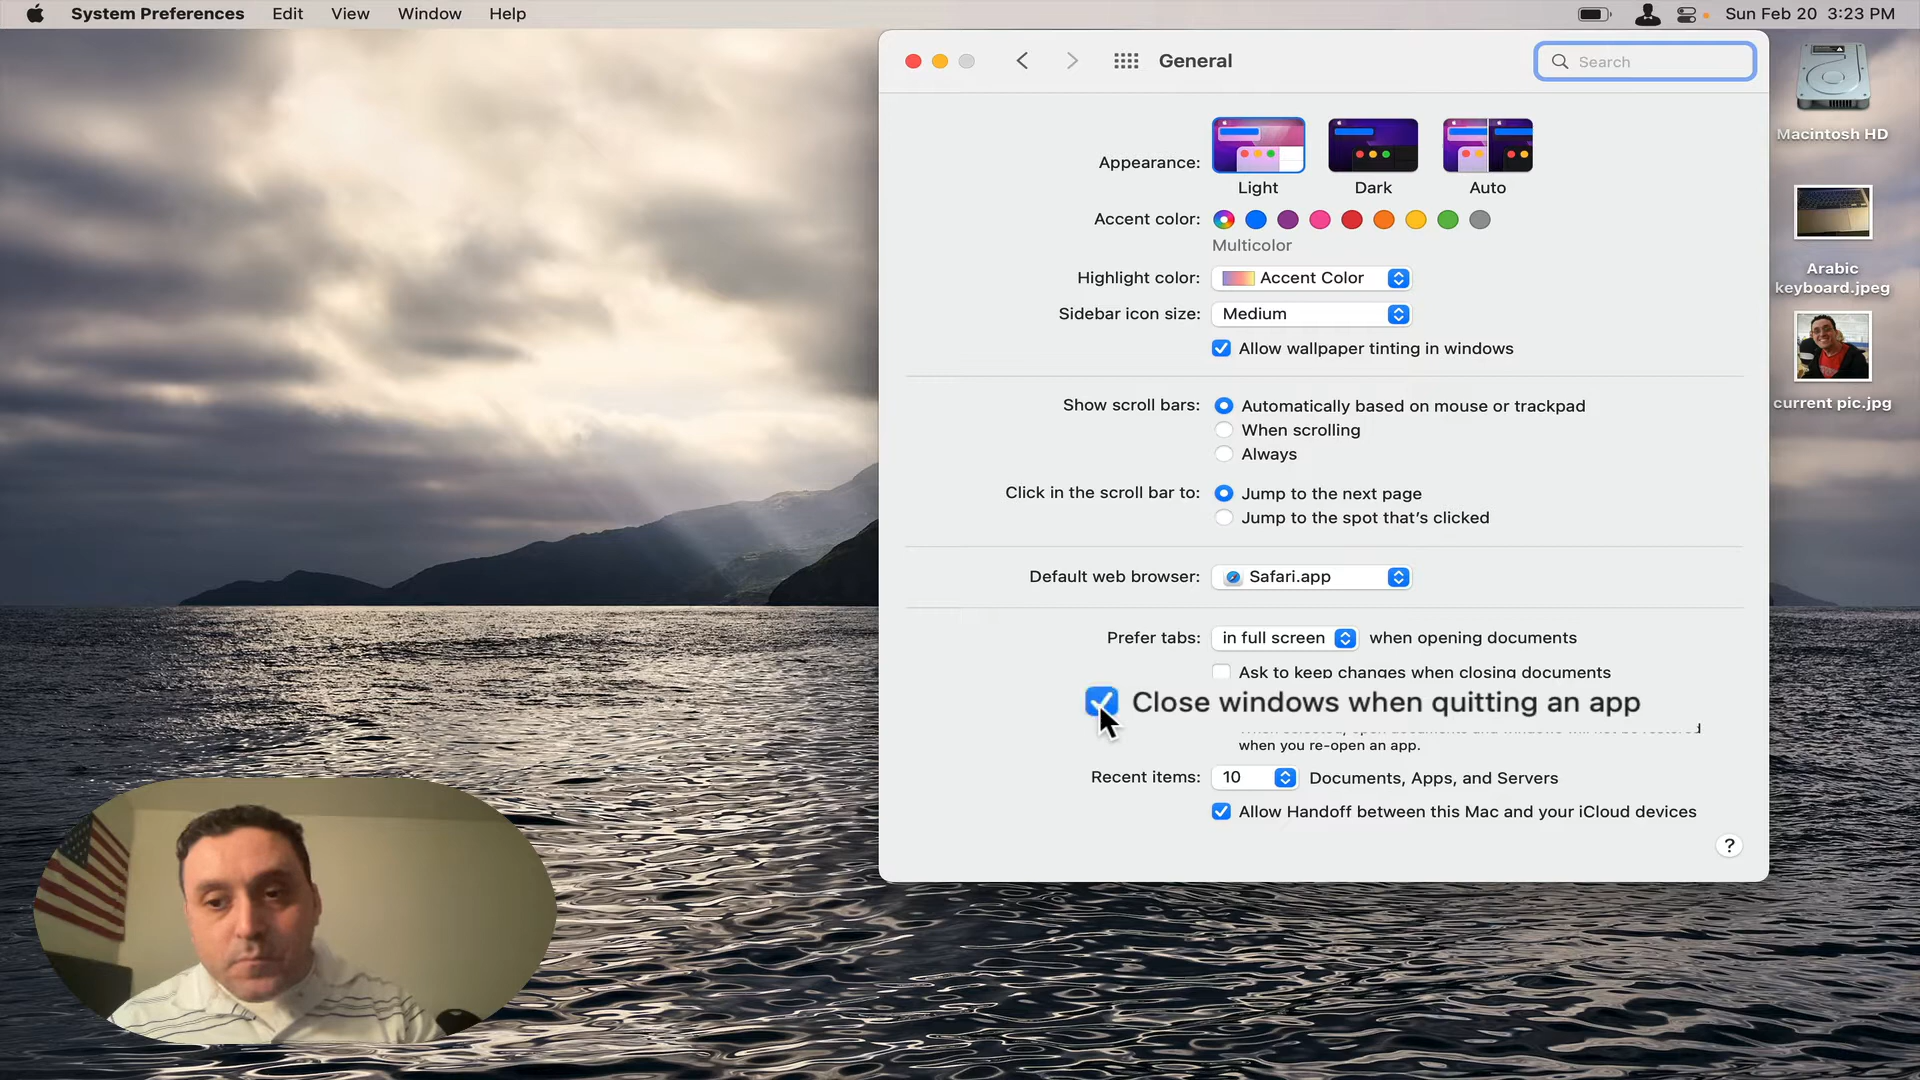 System Preferences Edit View Window Help Sun Feb 20 3:23 PM
General Search
Macintosh HD
Arabic
keyboard.jpeg
current pic.jpg
Appearance:
Light Dark Auto
Accent color:
Multicolor
Highlight color: Accent Color
Sidebar icon size: Medium
Allow wallpaper tinting in windows
Show scroll bars: Automatically based on mouse or trackpad
When scrolling
Always
Click in the scroll bar to: Jump to the next page
Jump to the spot that's clicked
Default web browser: Safari.app
Prefer tabs: in full screen when opening documents
Ask to keep changes when closing documents
Close windows when quitting an app
when you re-open an app.
Recent items: 10 Documents, Apps, and Servers
Allow Handoff between this Mac and your iCloud devices
?